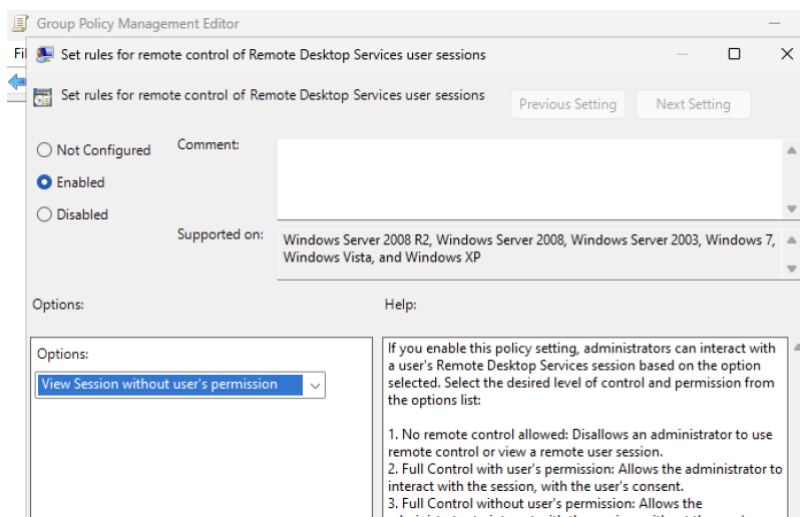 Group Policy Management Editor
Fil
Set rules for remote control of Remote Desktop Services user sessions
Set rules for remote control of Remote Desktop Services user sessions
Previous Setting
Next Setting
Not Configured
Enabled
Disabled
Comment:
Supported on:
Windows Server 2008 R2, Windows Server 2008, Windows Server 2003, Windows 7,
Windows Vista, and Windows XP
Options:
Help:
Options:
View Session without user's permission
If you enable this policy setting, administrators can interact with
a user's Remote Desktop Services session based on the option
selected. Select the desired level of control and permission from
the options list:
1. No remote control allowed: Disallows an administrator to use
remote control or view a remote user session.
2. Full Control with user's permission: Allows the administrator to
interact with the session, with the user's consent.
3. Full Control without user's permission: Allows the